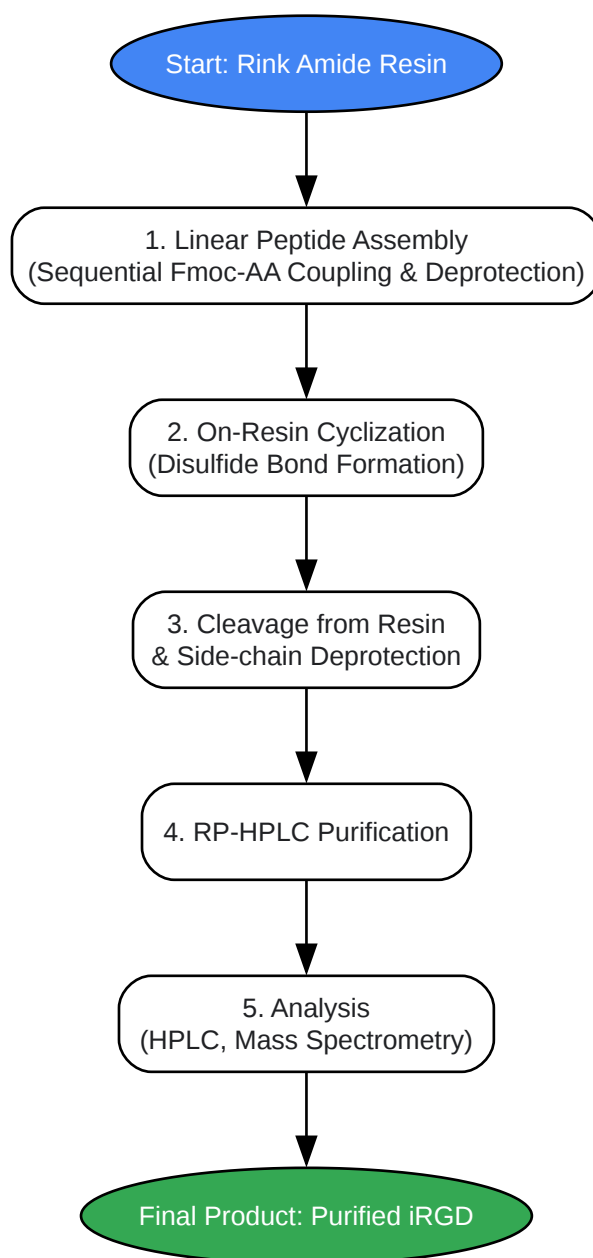 Start: Rink Amide Resin
1. Linear Peptide Assembly
(Sequential Fmoc-AA Coupling & Deprotection)
2. On-Resin Cyclization
(Disulfide Bond Formation)
3. Cleavage from Resin
& Side-chain Deprotection
4. RP-HPLC Purification
5. Analysis
(HPLC, Mass Spectrometry)
Final Product: Purified iRGD